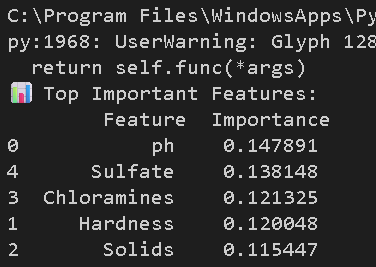 C:\Program Files\WindowsApps\Py
py:1968: UserWarning: Glyph 128
return self.func(*args)
📊 Top Important Features:
Feature Importance
0 ph 0.147891
4 Sulfate 0.138148
3 Chloramines 0.121325
1 Hardness 0.120048
2 Solids 0.115447